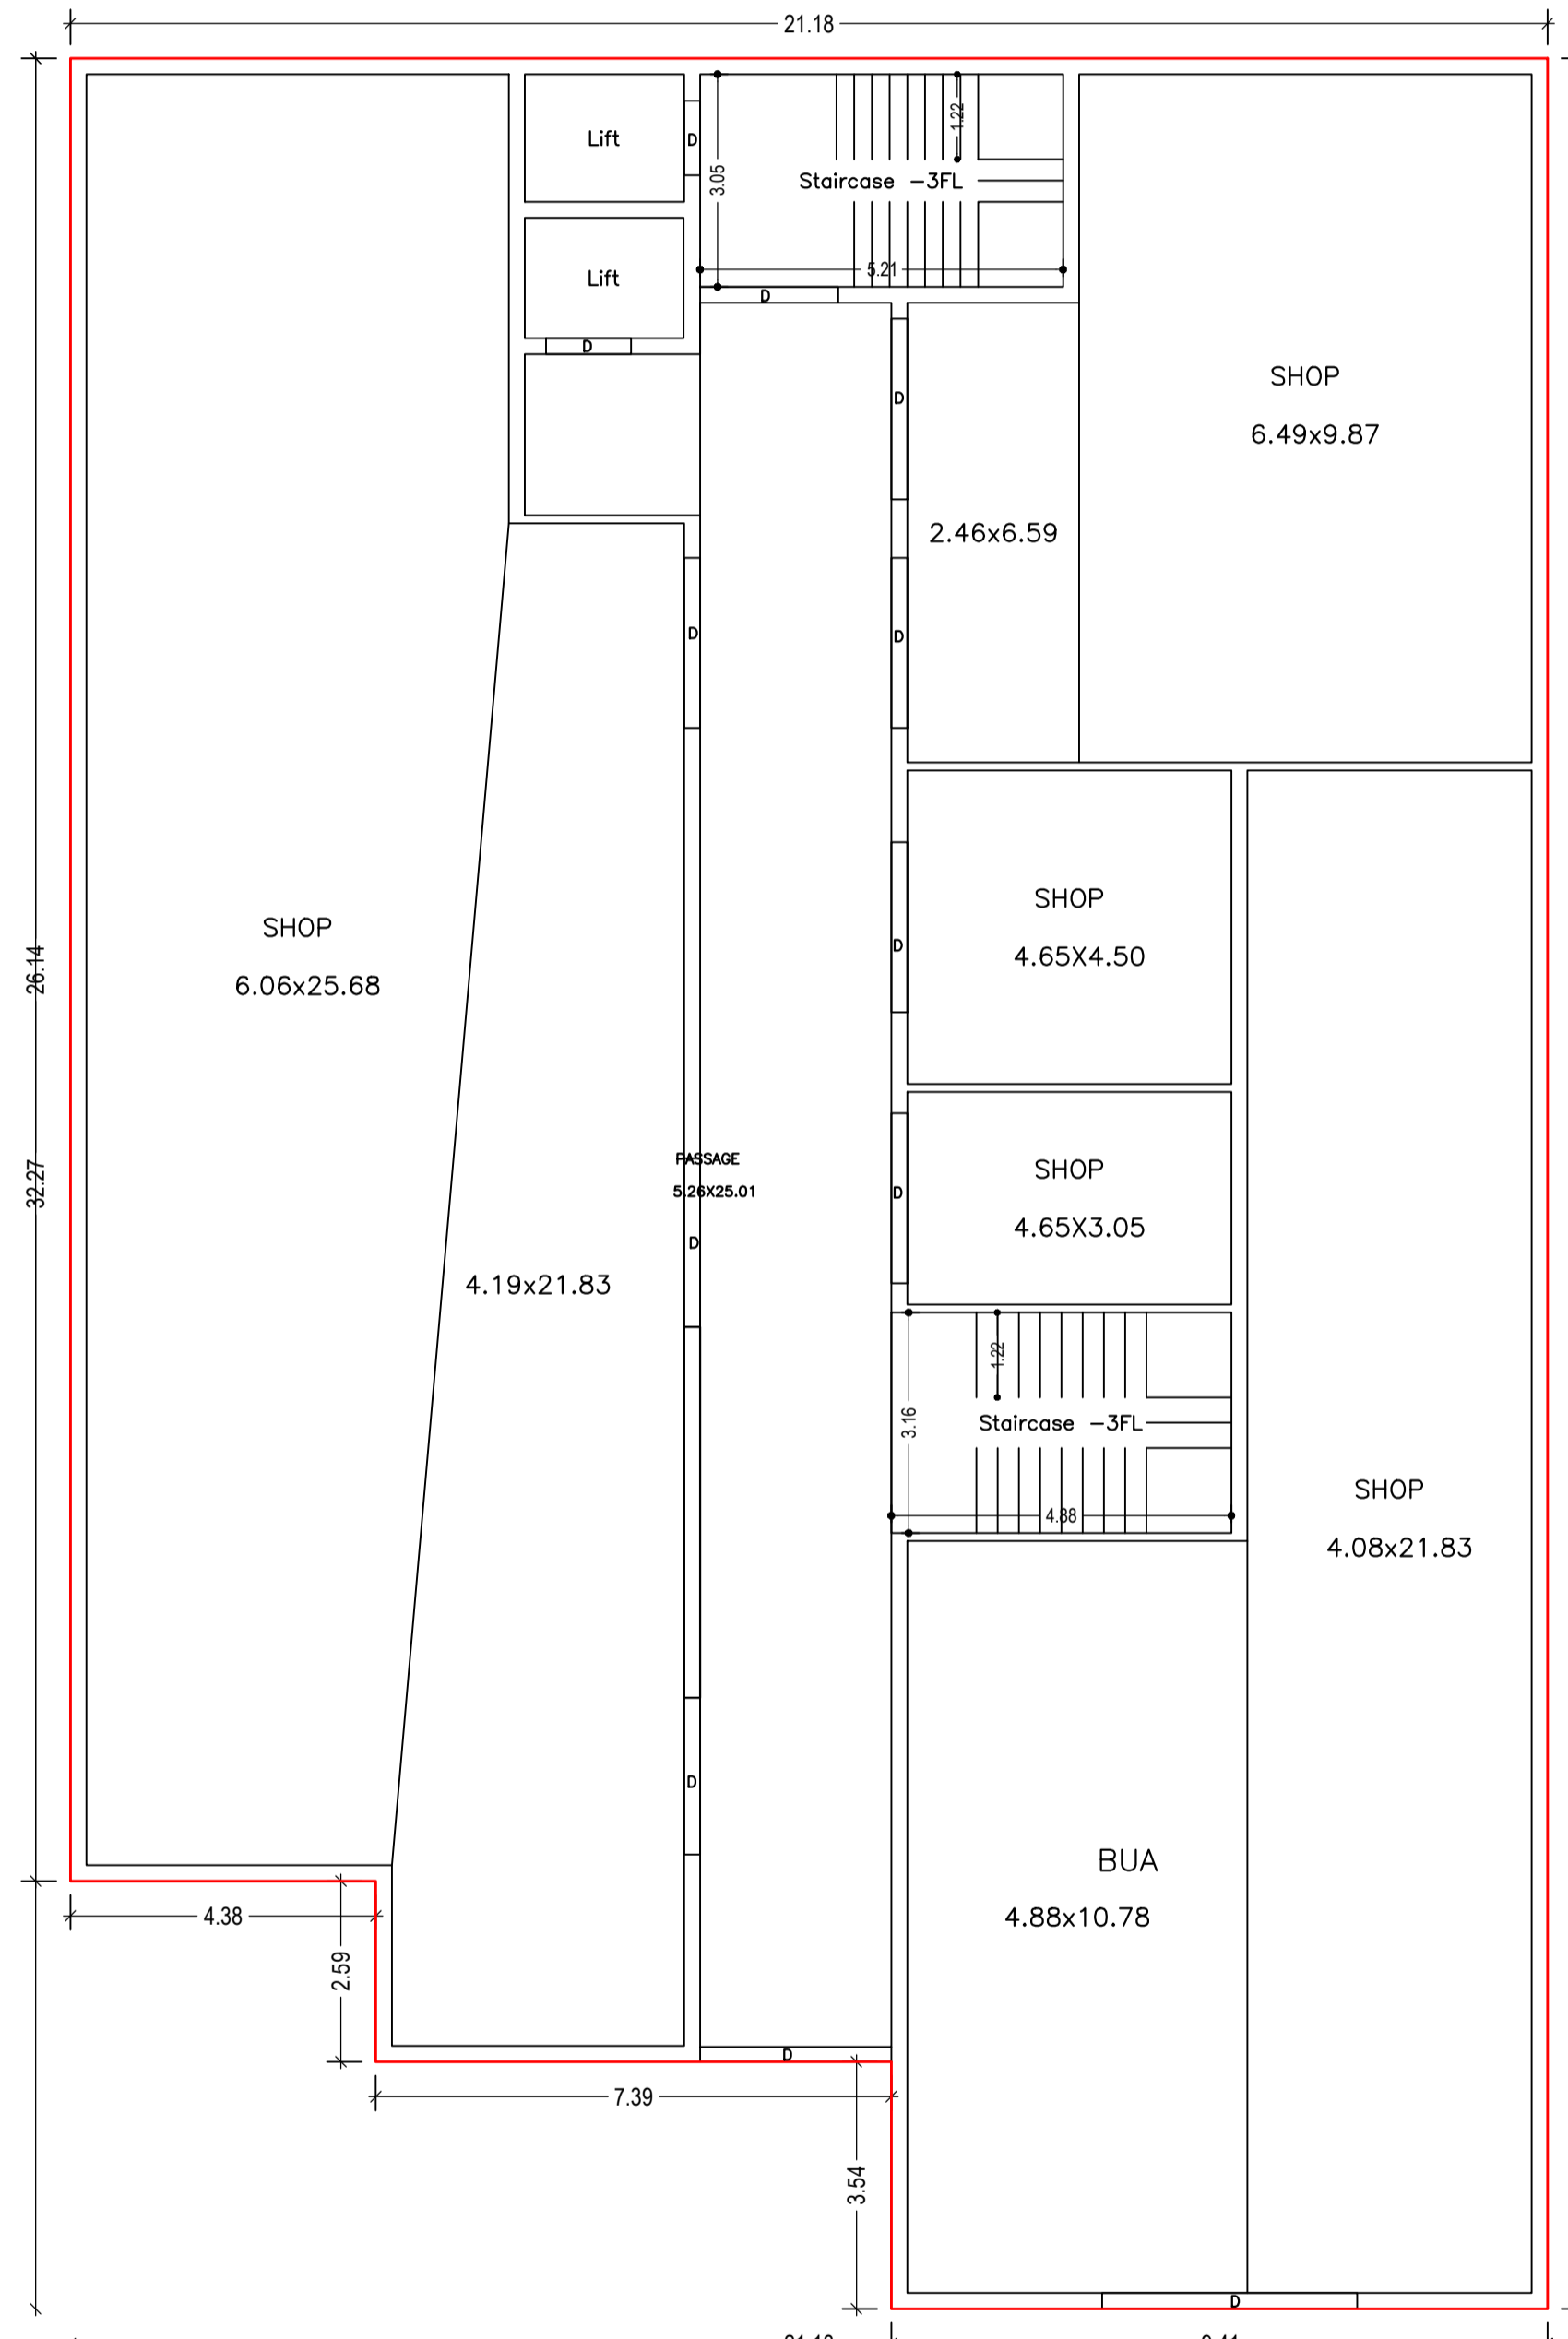 21.18
Lift
D
3.05
1.22
Staircase -3FL
5.21
Lift
D
D
D
SHOP
6.49x9.87
2.46x6.59
D
D
SHOP
6.06x25.68
26.14
32.27
SHOP
4.65X4.50
D
PASSAGE
5.26X25.01
SHOP
4.65X3.05
D
D
4.19x21.83
1.22
3.16
Staircase -3FL
4.88
SHOP
4.08x21.83
D
BUA
4.88x10.78
4.38
2.59
D
7.39
3.54
D